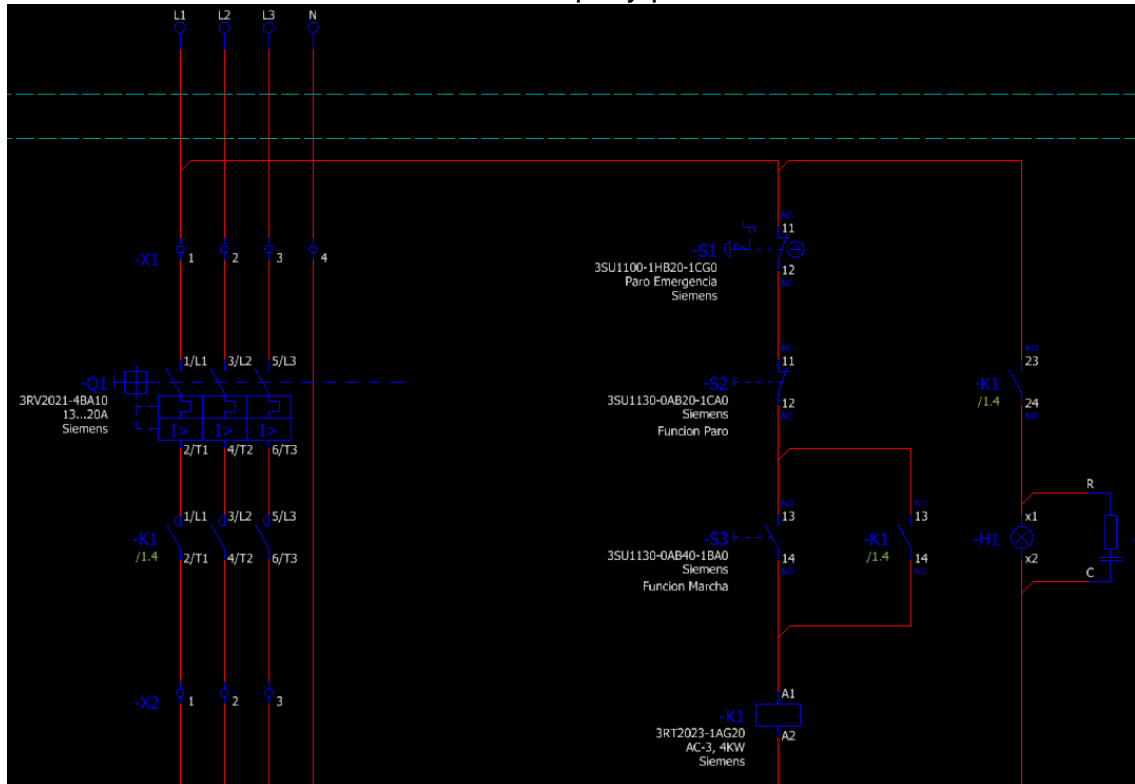 L1 L2 L3 N
NC
11
-S1
3SU1100-1HB20-1CG0
12
Paro Emergencia
NC
Siemens
-X1 1 2 3 4
NC
1/L1 3/L2 5/L3
11
NO
23
-Q1
3RV2021-4BA10
13...20A
Siemens
I> I> I>
2/T1 4/T2 6/T3
-S2
3SU1130-0AB20-1CA0
12
Siemens
NC
Funcion Paro
-K1
/1.4
24
NO
1/L1 3/L2 5/L3
-K1
/1.4
2/T1 4/T2 6/T3
NO
13
-S3
3SU1130-0AB40-1BA0
14
Siemens
NO
Funcion Marcha
NO
13
-K1
/1.4
14
NO
R
x1
-H1
x2
C
-X2 1 2 3
A1
-K1
3RT2023-1AG20
A2
AC-3, 4KW
Siemens